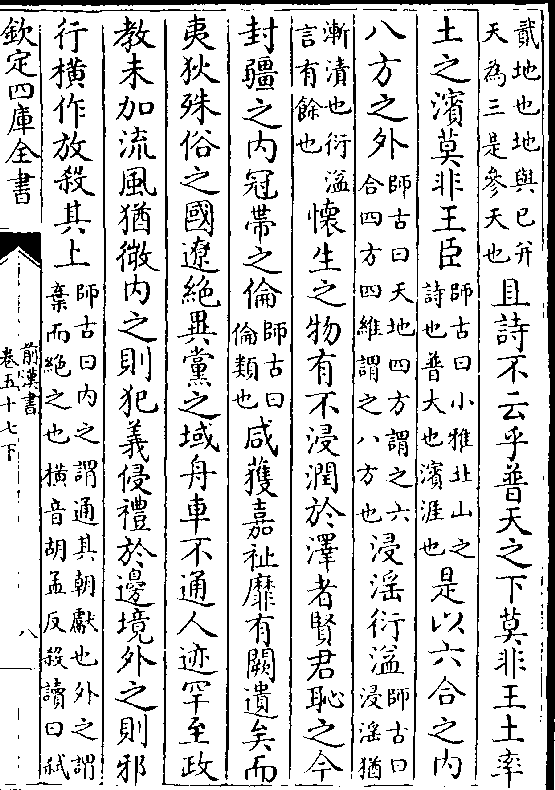 貳地也地與己并
天為三是參天也
且詩不云乎普天之下莫非王土率
土之濱莫非王臣
師古曰小雅北山之
詩也普大也濱涯也
是以六合之内
八方之外
師古曰天地四方謂之六
合四方四維謂之八方也
浸淫衍溢
師古曰
浸淫猶
漸漬也衍溢
言有餘也
懷生之物有不浸潤於澤者賢君恥之今
封疆之内冠帶之倫
師古曰
倫類也
咸獲嘉祉靡有闕遺矣而
夷狄殊俗之國遼絶異黨之域舟車不通人迹罕至政
教未加流風猶微内之則犯義侵禮於邊境外之則邪
行橫作放殺其上
師古曰内之謂通其朝獻也外之謂
棄而絶之也橫音胡孟反殺讀曰弑
欽定四庫全書
前漢書
卷五十七下
八